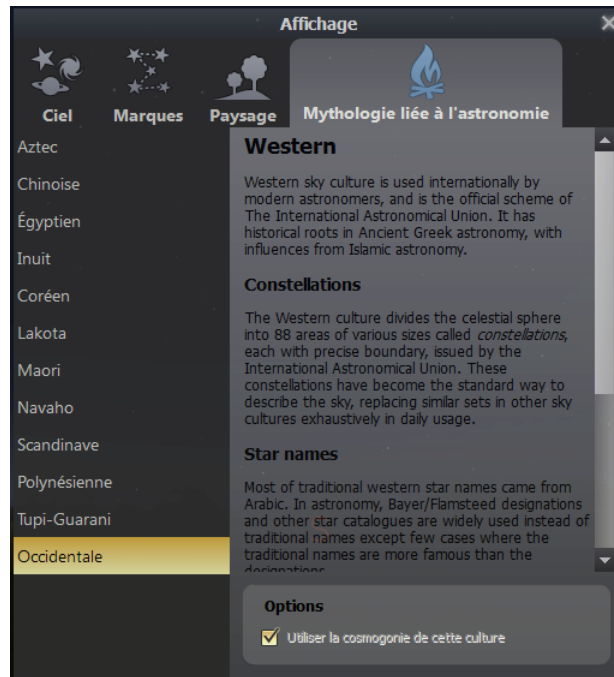 Affichage
Ciel
Marques
Paysage
Mythologie liée à l'astronomie
Aztec
Chinoise
Égyptien
Inuit
Coréen
Lakota
Maori
Navaho
Scandinave
Polynésienne
Tupi-Guarani
Occidentale
Western
Western sky culture is used internationally by
modern astronomers, and is the official scheme of
The International Astronomical Union. It has
historical roots in Ancient Greek astronomy, with
influences from Islamic astronomy.
Constellations
The Western culture divides the celestial sphere
into 88 areas of various sizes called constellations,
each with precise boundary, issued by the
International Astronomical Union. These
constellations have become the standard way to
describe the sky, replacing similar sets in other sky
cultures exhaustively in daily usage.
Star names
Most of traditional western star names came from
Arabic. In astronomy, Bayer/Flamsteed designations
and other star catalogues are widely used instead of
traditional names except few cases where the
traditional names are more famous than the
designations.
Options
Utiliser la cosmogonie de cette culture